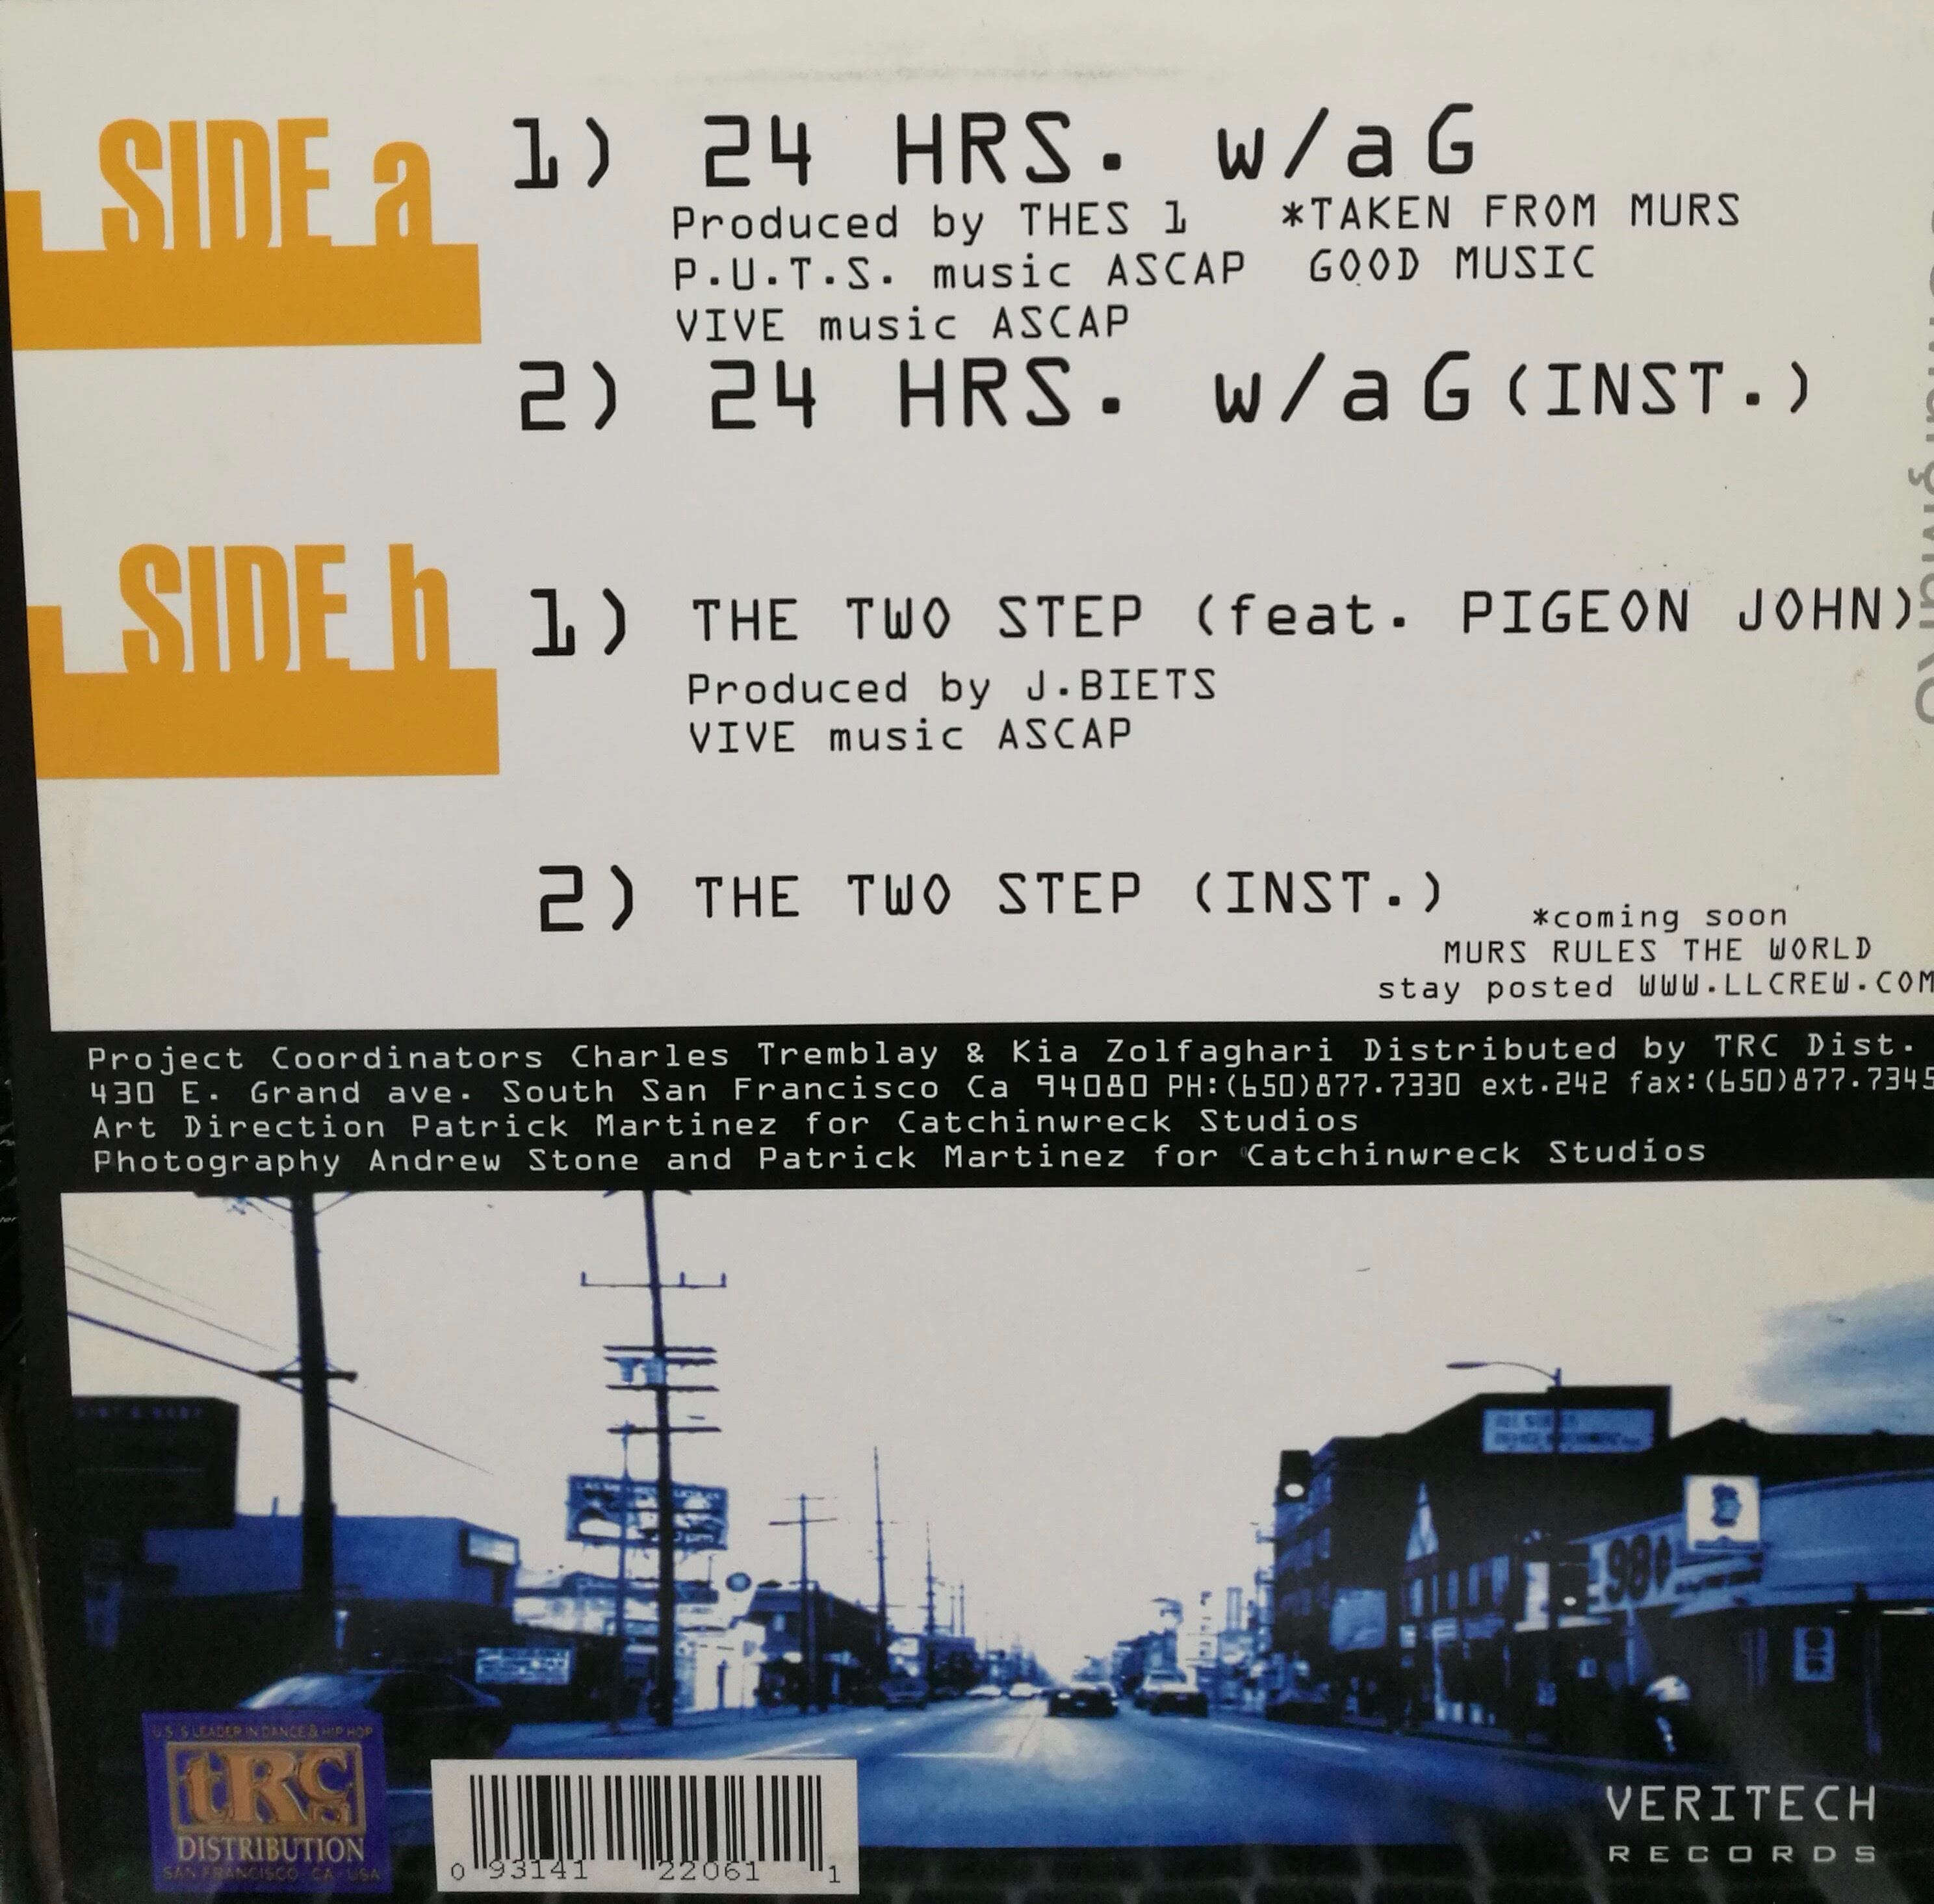 SIDE a
1) 24 HRS. w/a G
Produced by THES 1 *TAKEN FROM MURS
P.U.T.S. music ASCAP GOOD MUSIC
VIVE music ASCAP
2) 24 HRS. w/a G (INST.)
SIDE b
1) THE TWO STEP (feat. PIGEON JOHN)
Produced by J.BIETS
VIVE music ASCAP
2) THE TWO STEP (INST.)
*coming soon
MURS RULES THE WORLD
stay posted WWW.LLCREW.COM
Project Coordinators Charles Tremblay & Kia Zolfaghari Distributed by TRC Dist.
430 E. Grand ave. South San Francisco Ca 94080 PH:(650)877.7330 ext.242 fax:(650)877.7345
Art Direction Patrick Martinez for Catchinwreck Studios
Photography Andrew Stone and Patrick Martinez for Catchinwreck Studios
98¢
U.S.'S LEADER IN DANCE & HIP HOP
tRC
DISTRIBUTION
SAN FRANCISCO · CA · USA
0 93141 22061 1
VERITECH
RECORDS